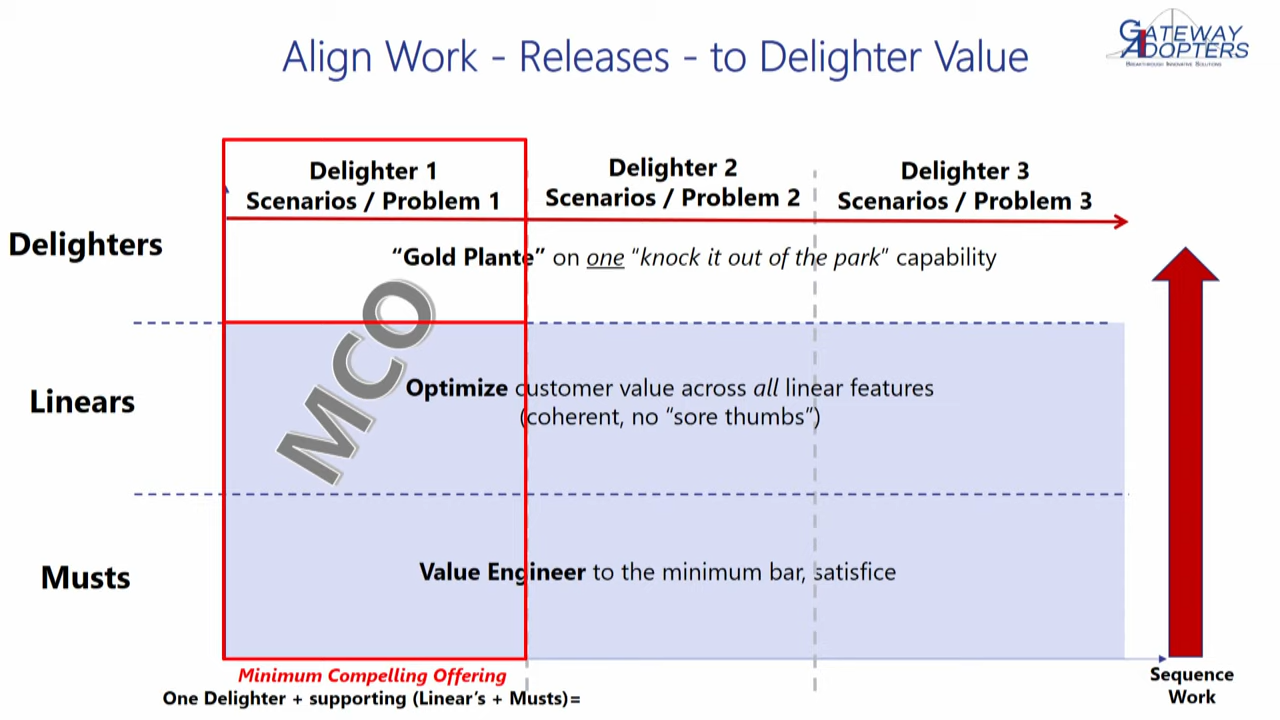 GATEWAY
ADOPTERS
BREAKTHROUGH INNOVATIVE SOLUTIONS
Align Work - Releases - to Delighter Value
Delighter 1
Scenarios / Problem 1
Delighter 2
Scenarios / Problem 2
Delighter 3
Scenarios / Problem 3
Delighters
“Gold Plante” on one “knock it out of the park” capability
MCO
Linears
Optimize customer value across all linear features
(coherent, no “sore thumbs”)
Musts
Value Engineer to the minimum bar, satisfice
Minimum Compelling Offering
One Delighter + supporting (Linear’s + Musts)=
Sequence
Work